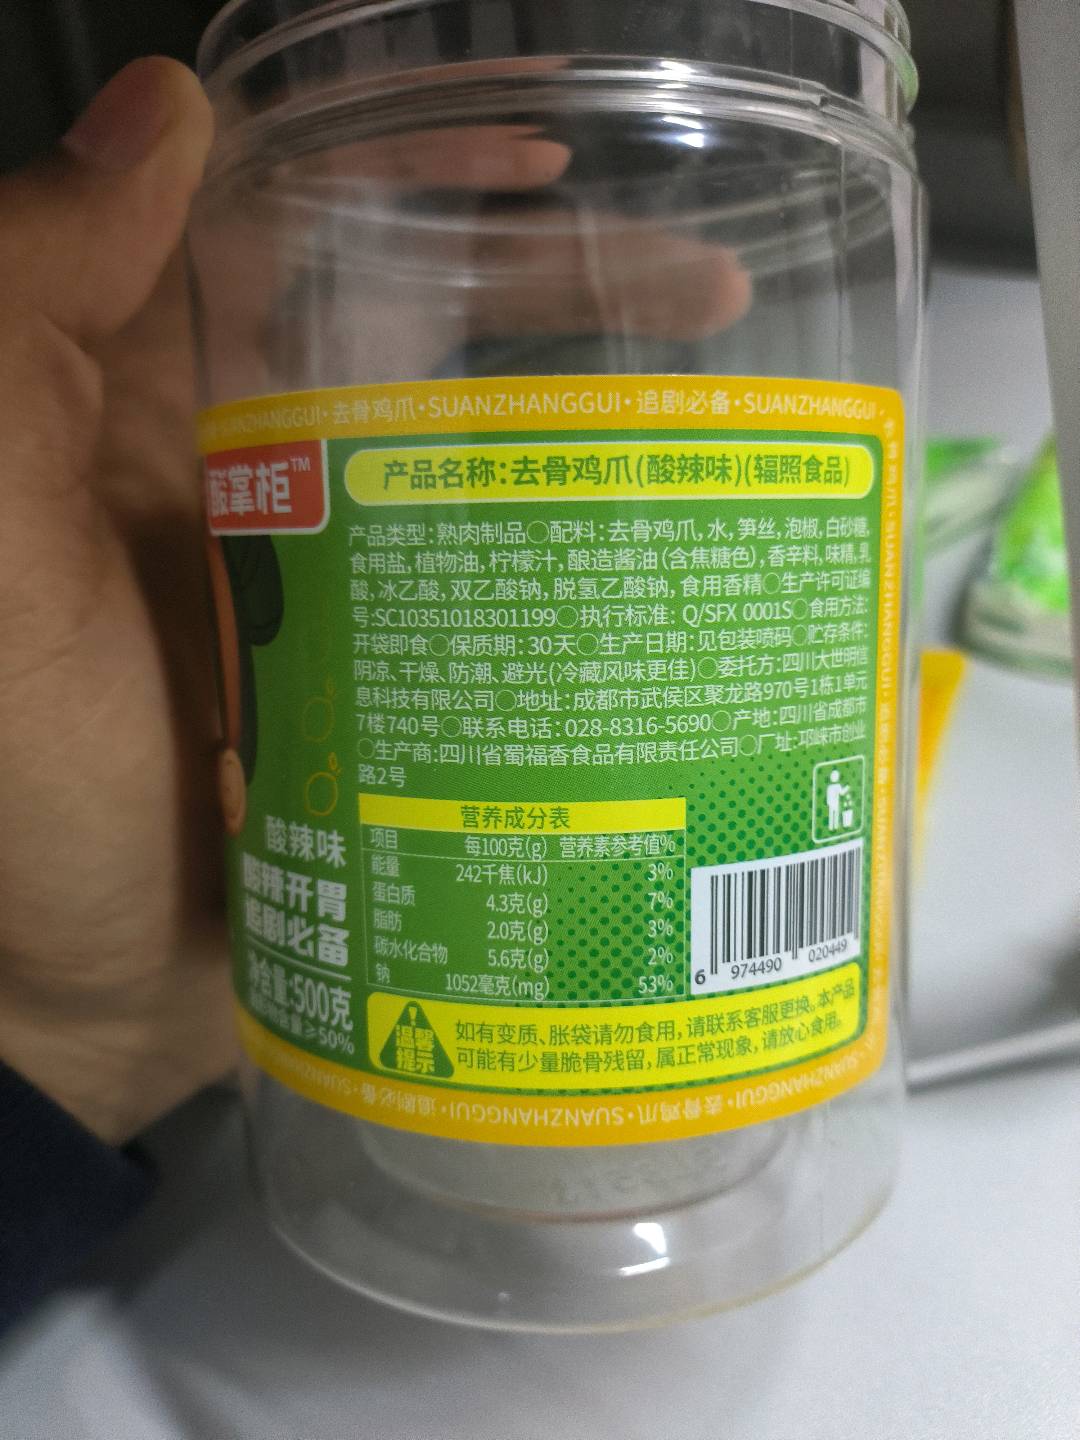 SUANZHANGGUI·去骨鸡爪·SUANZHANGGUI·追剧必备·SUANZHANGGUI·
酸掌柜™
产品名称:去骨鸡爪(酸辣味)(辐照食品)
产品类型:熟肉制品○配料:去骨鸡爪,水,笋丝,泡椒,白砂糖,
食用盐,植物油,柠檬汁,酿造酱油(含焦糖色),香辛料,味精,乳
酸,冰乙酸,双乙酸钠,脱氢乙酸钠,食用香精○生产许可证编
号:SC10351018301199○执行标准: Q/SFX 0001S○食用方法:
开袋即食○保质期:30天○生产日期:见包装喷码○贮存条件:
阴凉、干燥、防潮、避光(冷藏风味更佳)○委托方:四川大世明信
息科技有限公司○地址:成都市武侯区聚龙路970号1栋1单元
7楼740号○联系电话:028-8316-5690○产地:四川省成都市
○生产商:四川省蜀福香食品有限责任公司○厂址:邛崃市创业
路2号
营养成分表
项目 每100克(g) 营养素参考值%
能量 242千焦(kJ) 3%
蛋白质 4.3克(g) 7%
脂肪 2.0克(g) 3%
碳水化合物 5.6克(g) 2%
钠 1052毫克(mg) 53%
6 974490 020449
酸辣味
酸辣开胃
追剧必备
净含量:500克
≥50%
温馨
提示
如有变质、胀袋请勿食用,请联系客服更换。本产品
可能有少量脆骨残留,属正常现象,请放心食用。
SUANZHANGGUI·去骨鸡爪·SUANZHANGGUI·追剧必备·SUANZHANGGUI